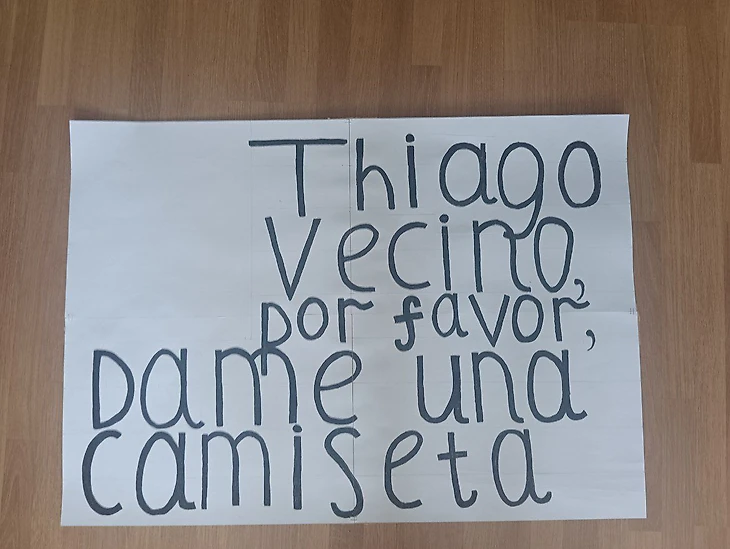 Thiago
Vecino,
por favor,
Dame una
camiseta